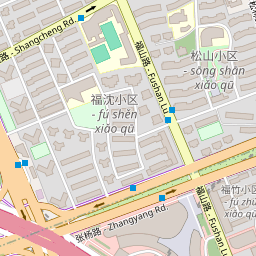 路 - Shangcheng Rd.
福山路 - Fushan Lu
松山小区
- sōng shān
xiǎo qū
福沈小区
- fú shěn
xiǎo qū
福竹小区
- fú zhú
xiǎo qū
张杨路 - Zhangyang Rd.
福山路 - Fushan Lu